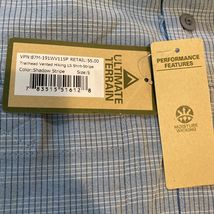 VPN:87H-191WV11SP RETAIL:55.00
Trailhead Vented Hiking LS Shirt-Stripe
Color:Shadow Stripe Size:S
7 83515 51612 8
ULTIMATE
TERRAIN
PERFORMANCE
FEATURES
MOISTURE
WICKING